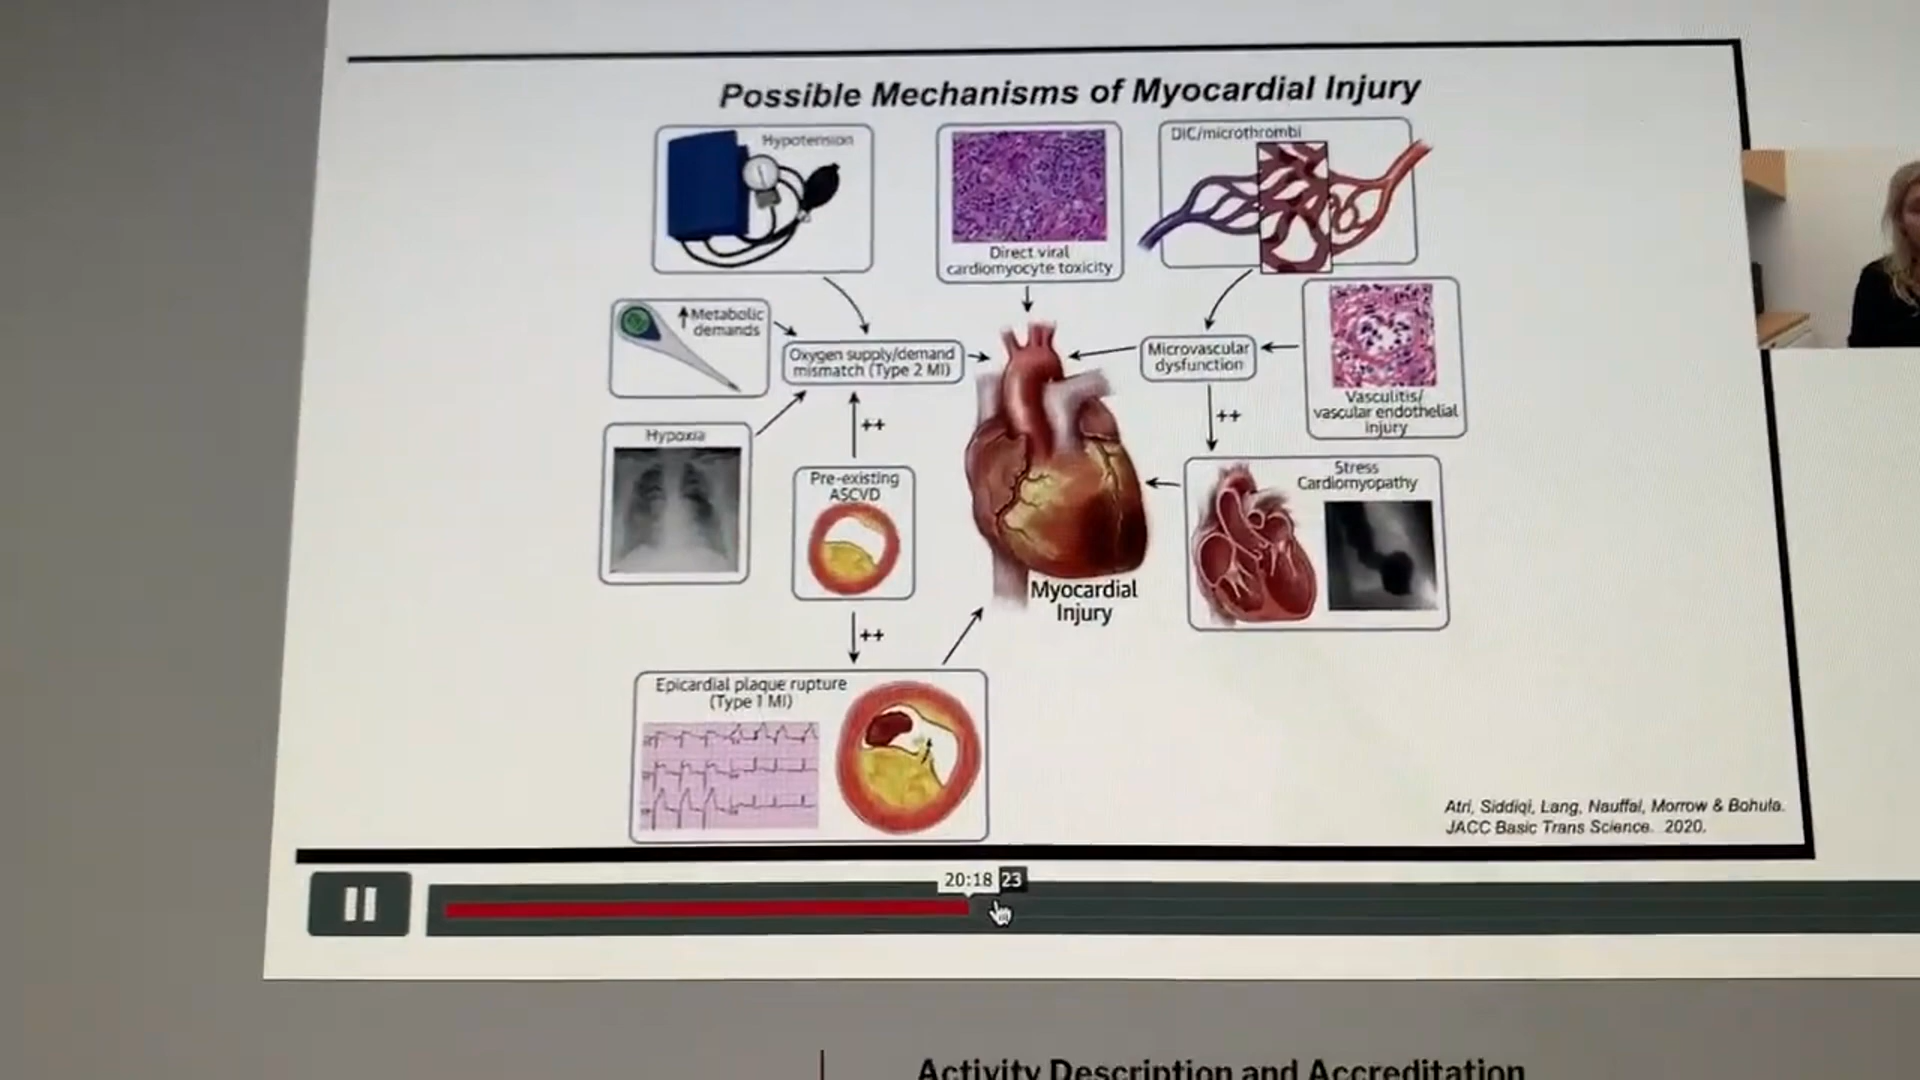 Possible Mechanisms of Myocardial Injury
Hypotension
Direct viral
cardiomyocyte toxicity
DIC/microthrombi
↑Metabolic
demands
Oxygen supply/demand
mismatch (Type 2 MI)
Microvascular
dysfunction
Vasculitis/
vascular endothelial
injury
++
++
Hypoxia
Pre-existing
ASCVD
Stress
Cardiomyopathy
Myocardial
Injury
++
Epicardial plaque rupture
(Type 1 MI)
Atri, Siddiqi, Lang, Nauffal, Morrow & Bohula.
JACC Basic Trans Science. 2020.
20:18 23
Activity Description and Accreditation